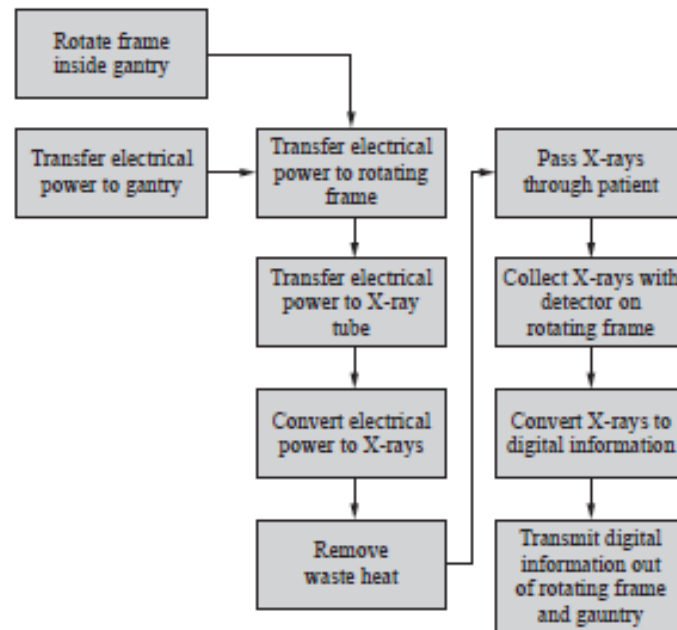 Rotate frame
inside gantry
Transfer electrical
power to gantry
Transfer electrical
power to rotating
frame
Transfer electrical
power to X-ray
tube
Convert electrical
power to X-rays
Remove
waste heat
Pass X-rays
through patient
Collect X-rays with
detector on
rotating frame
Convert X-rays to
digital information
Transmit digital
information out
of rotating frame
and gauntry